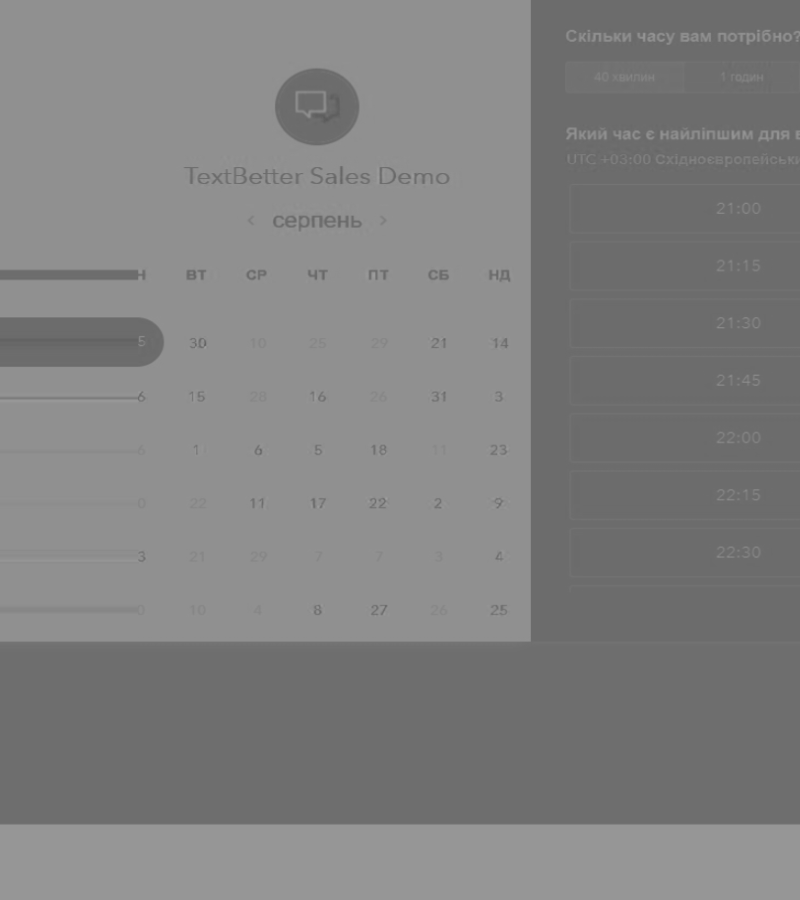 TextBetter Sales Demo
‹ серпень ›
Н ВТ СР ЧТ ПТ СБ НД
5 30 10 25 29 21 14
6 15 28 16 26 31 3
6 1 6 5 18 11 23
0 22 11 17 22 2 9
3 21 29 7 7 3 4
0 10 4 8 27 26 25
Скільки часу вам потрібно?
40 хвилин 1 годин
Який час є найліпшим для в
UTC +03:00 Східноєвропейськи
21:00
21:15
21:30
21:45
22:00
22:15
22:30